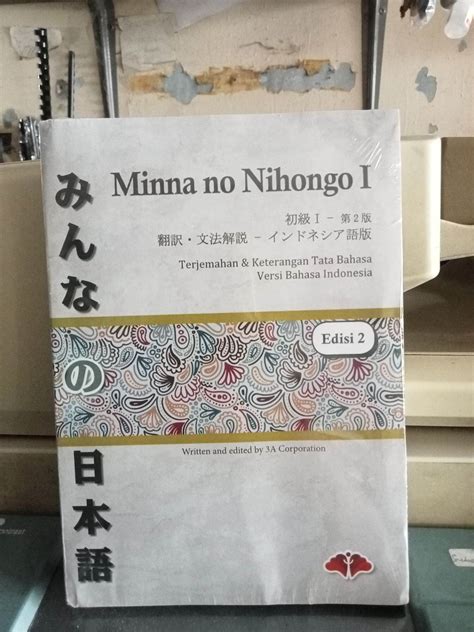 みんなの日本語
Minna no Nihongo I
初級 I - 第2版
翻訳・文法解説 - インドネシア語版
Terjemahan & Keterangan Tata Bahasa
Versi Bahasa Indonesia
Edisi 2
Written and edited by 3A Corporation